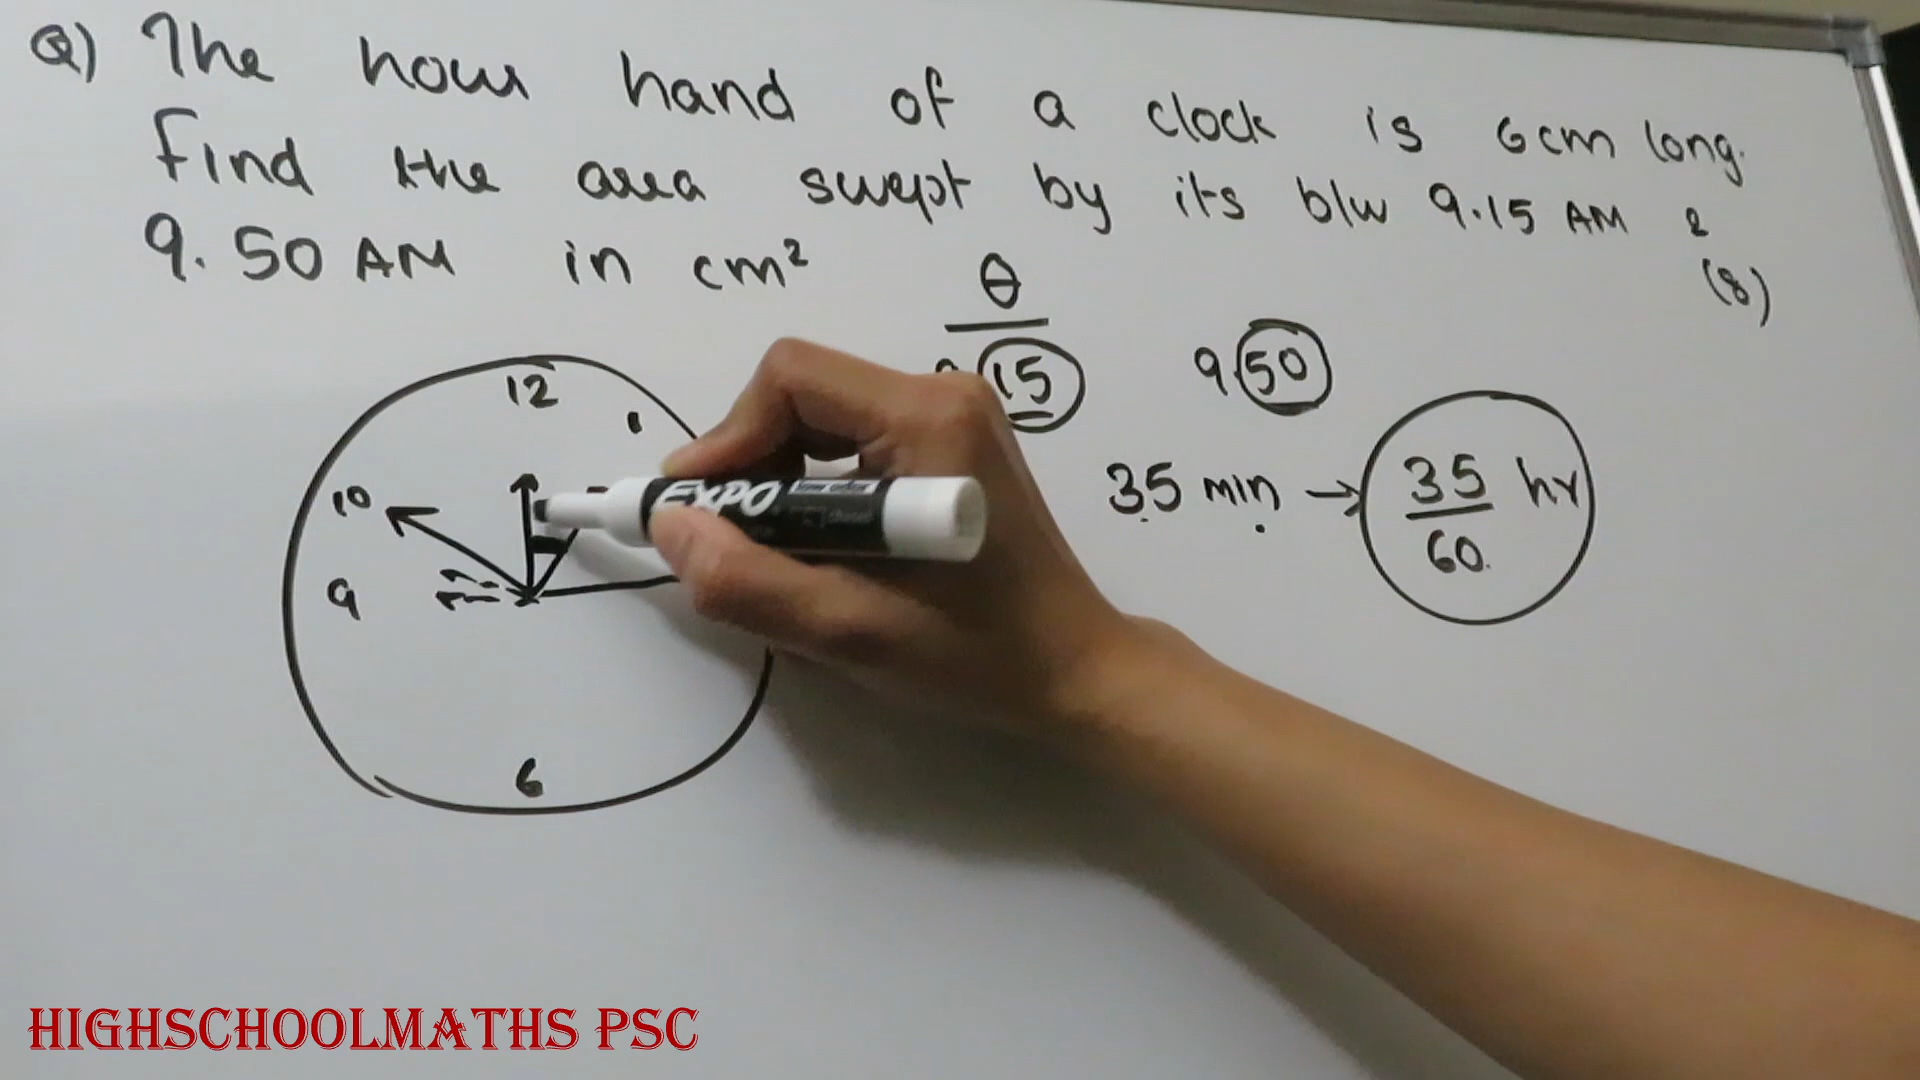 Q) The hour hand of a clock is 6cm long.
Find the area swept by its b/w 9.15 AM &
9.50 AM in cm² (8)
θ
15 9.50
35 min → 35/60 hr
12
1
10
9
6
EXPO
HIGHSCHOOLMATHS PSC